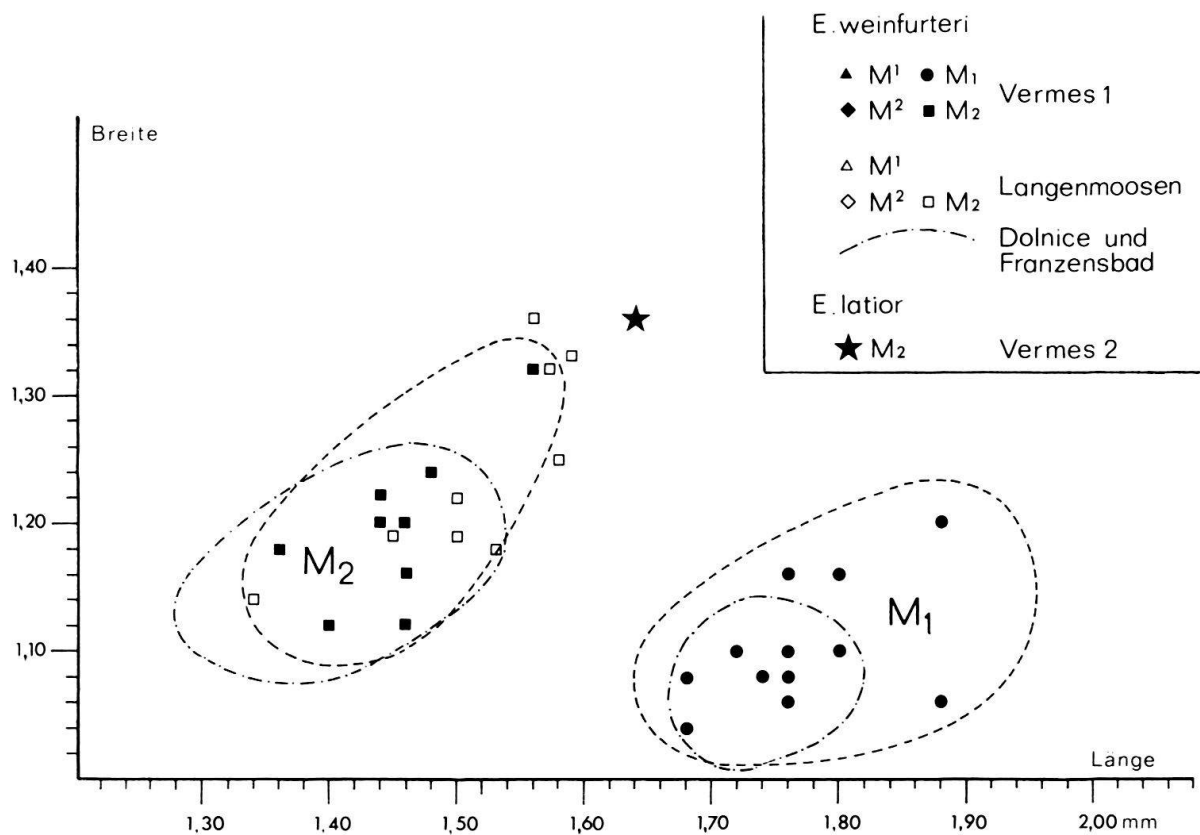 E. weinfurteri
M¹ M₁
M² M₂ Vermes 1
M¹
M² M₂ Langenmoosen
Dolnice und
Franzensbad
E. latior
M₂ Vermes 2
Breite
1,40
1,30
1,20
1,10
M₂
M₁
Länge
1,30 1,40 1,50 1,60 1,70 1,80 1,90 2,00 mm